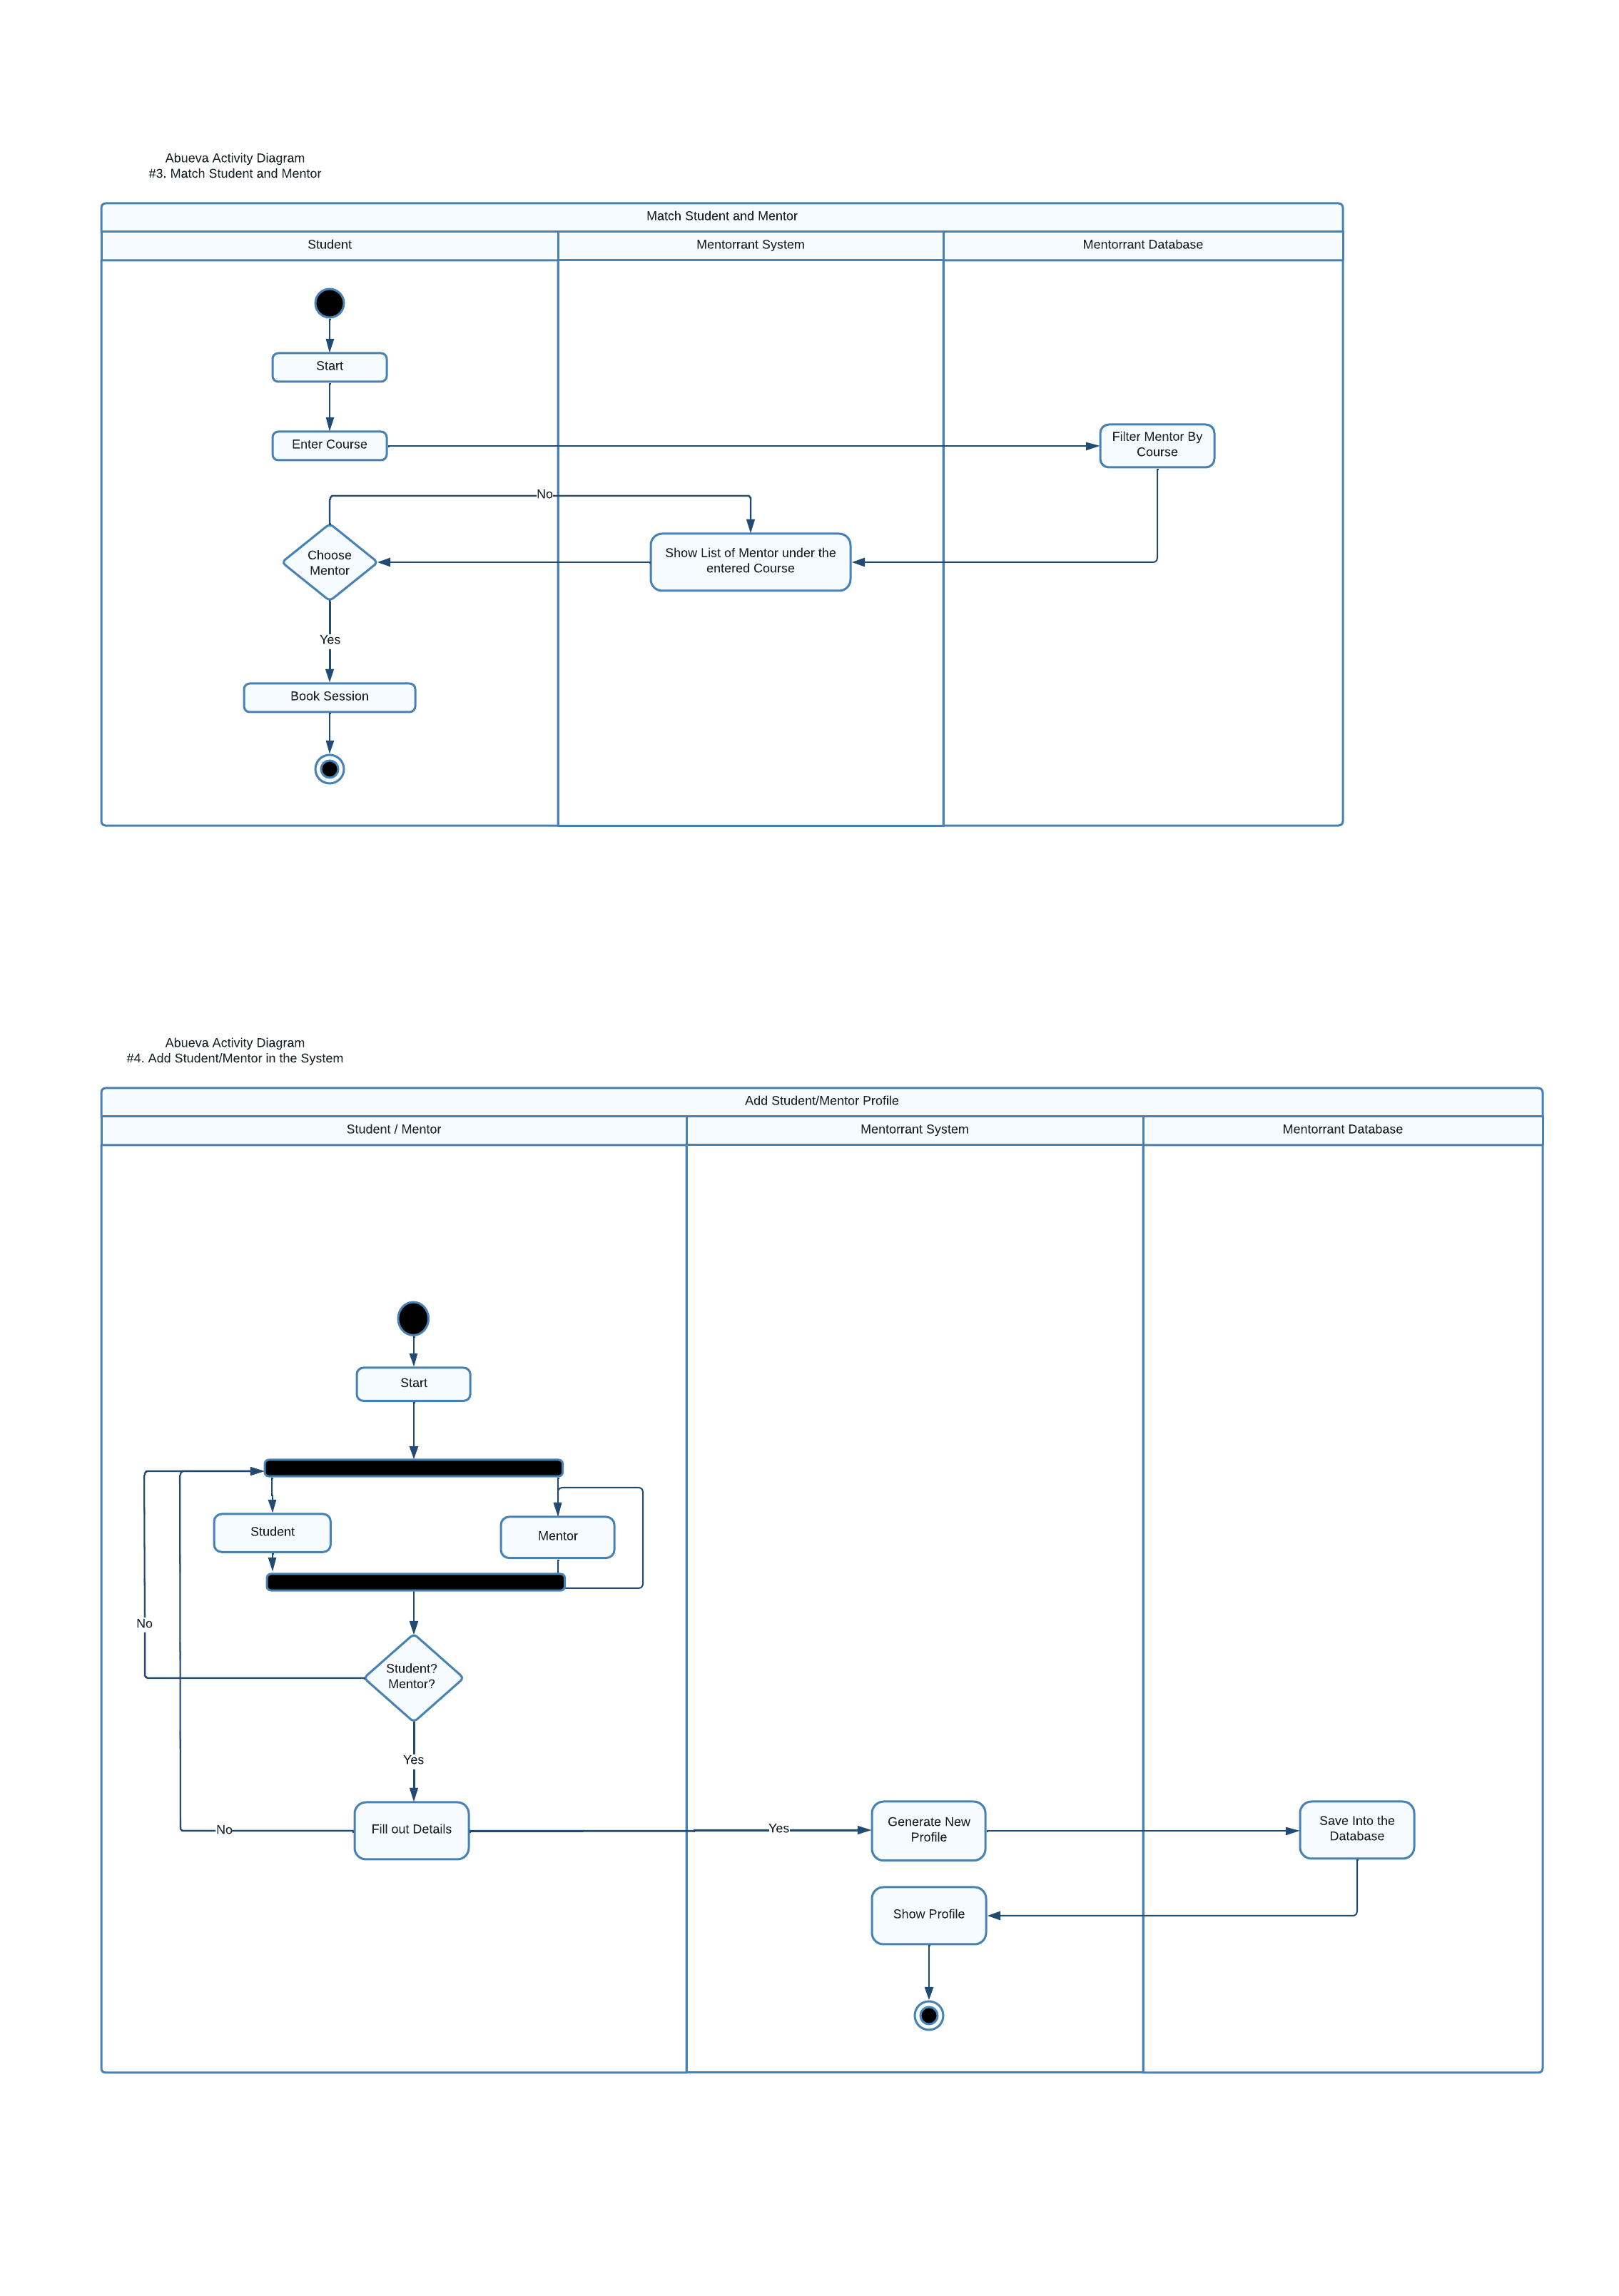 Abueva Activity Diagram
#3. Match Student and Mentor
Match Student and Mentor
Student
Mentorrant System
Mentorrant Database
Start
Enter Course
Filter Mentor By
Course
No
Choose
Mentor
Show List of Mentor under the
entered Course
Yes
Book Session
Abueva Activity Diagram
#4. Add Student/Mentor in the System
Add Student/Mentor Profile
Student / Mentor
Mentorrant System
Mentorrant Database
Start
Student
Mentor
No
Student?
Mentor?
Yes
No
Fill out Details
Yes
Generate New
Profile
Save Into the
Database
Show Profile